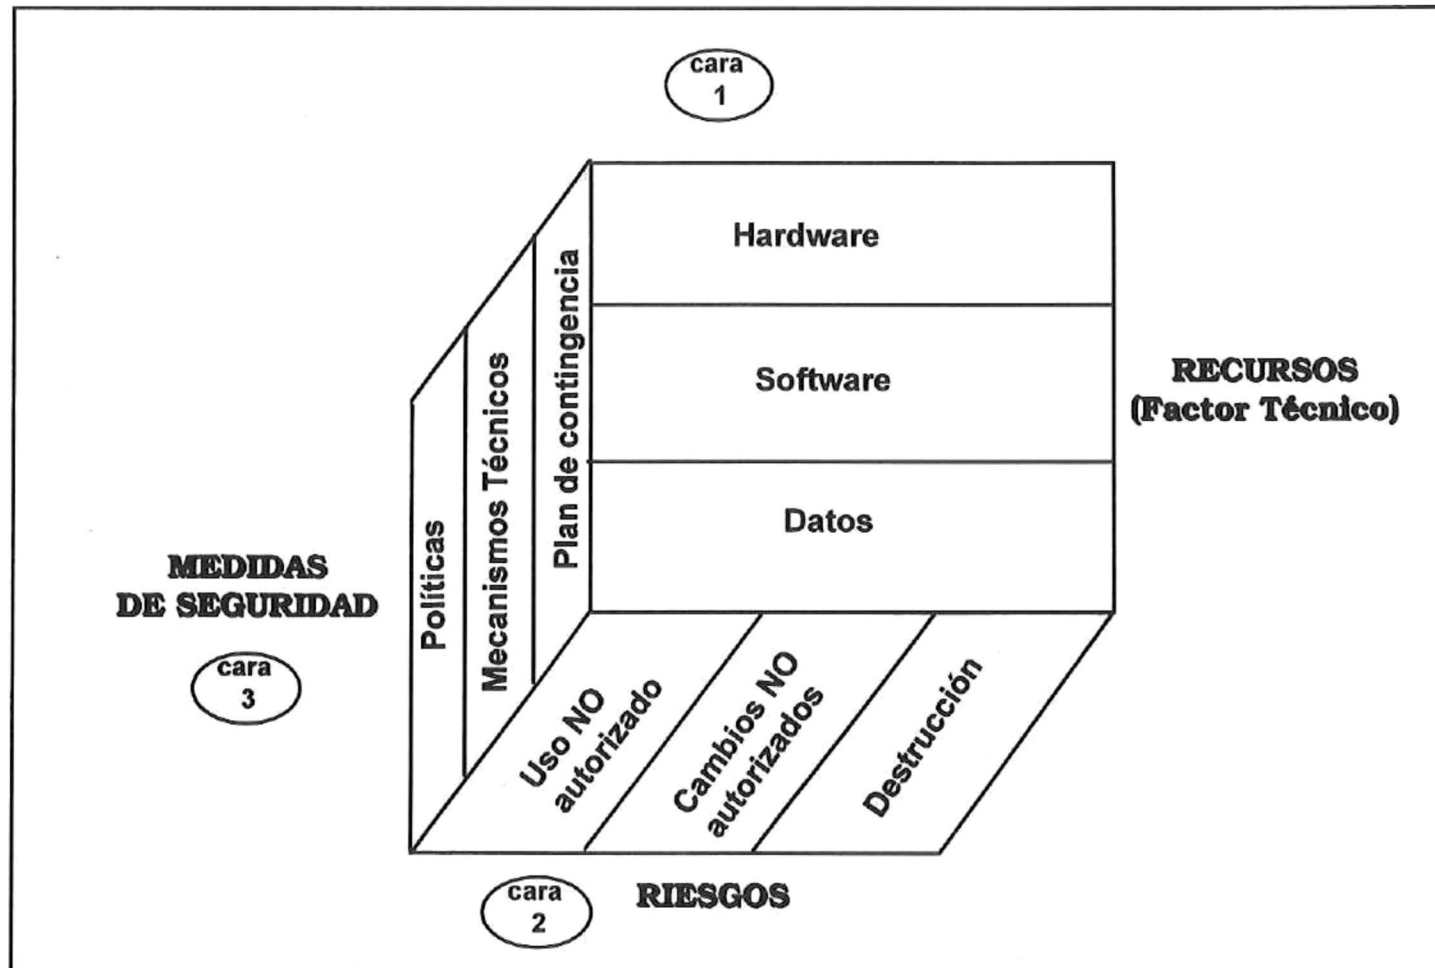 cara
1
Hardware
Software
Datos
RECURSOS
(Factor Técnico)
Plan de contingencia
Mecanismos Técnicos
Políticas
MEDIDAS
DE SEGURIDAD
cara
3
Uso NO
autorizado
Cambios NO
autorizados
Destrucción
cara
2
RIESGOS